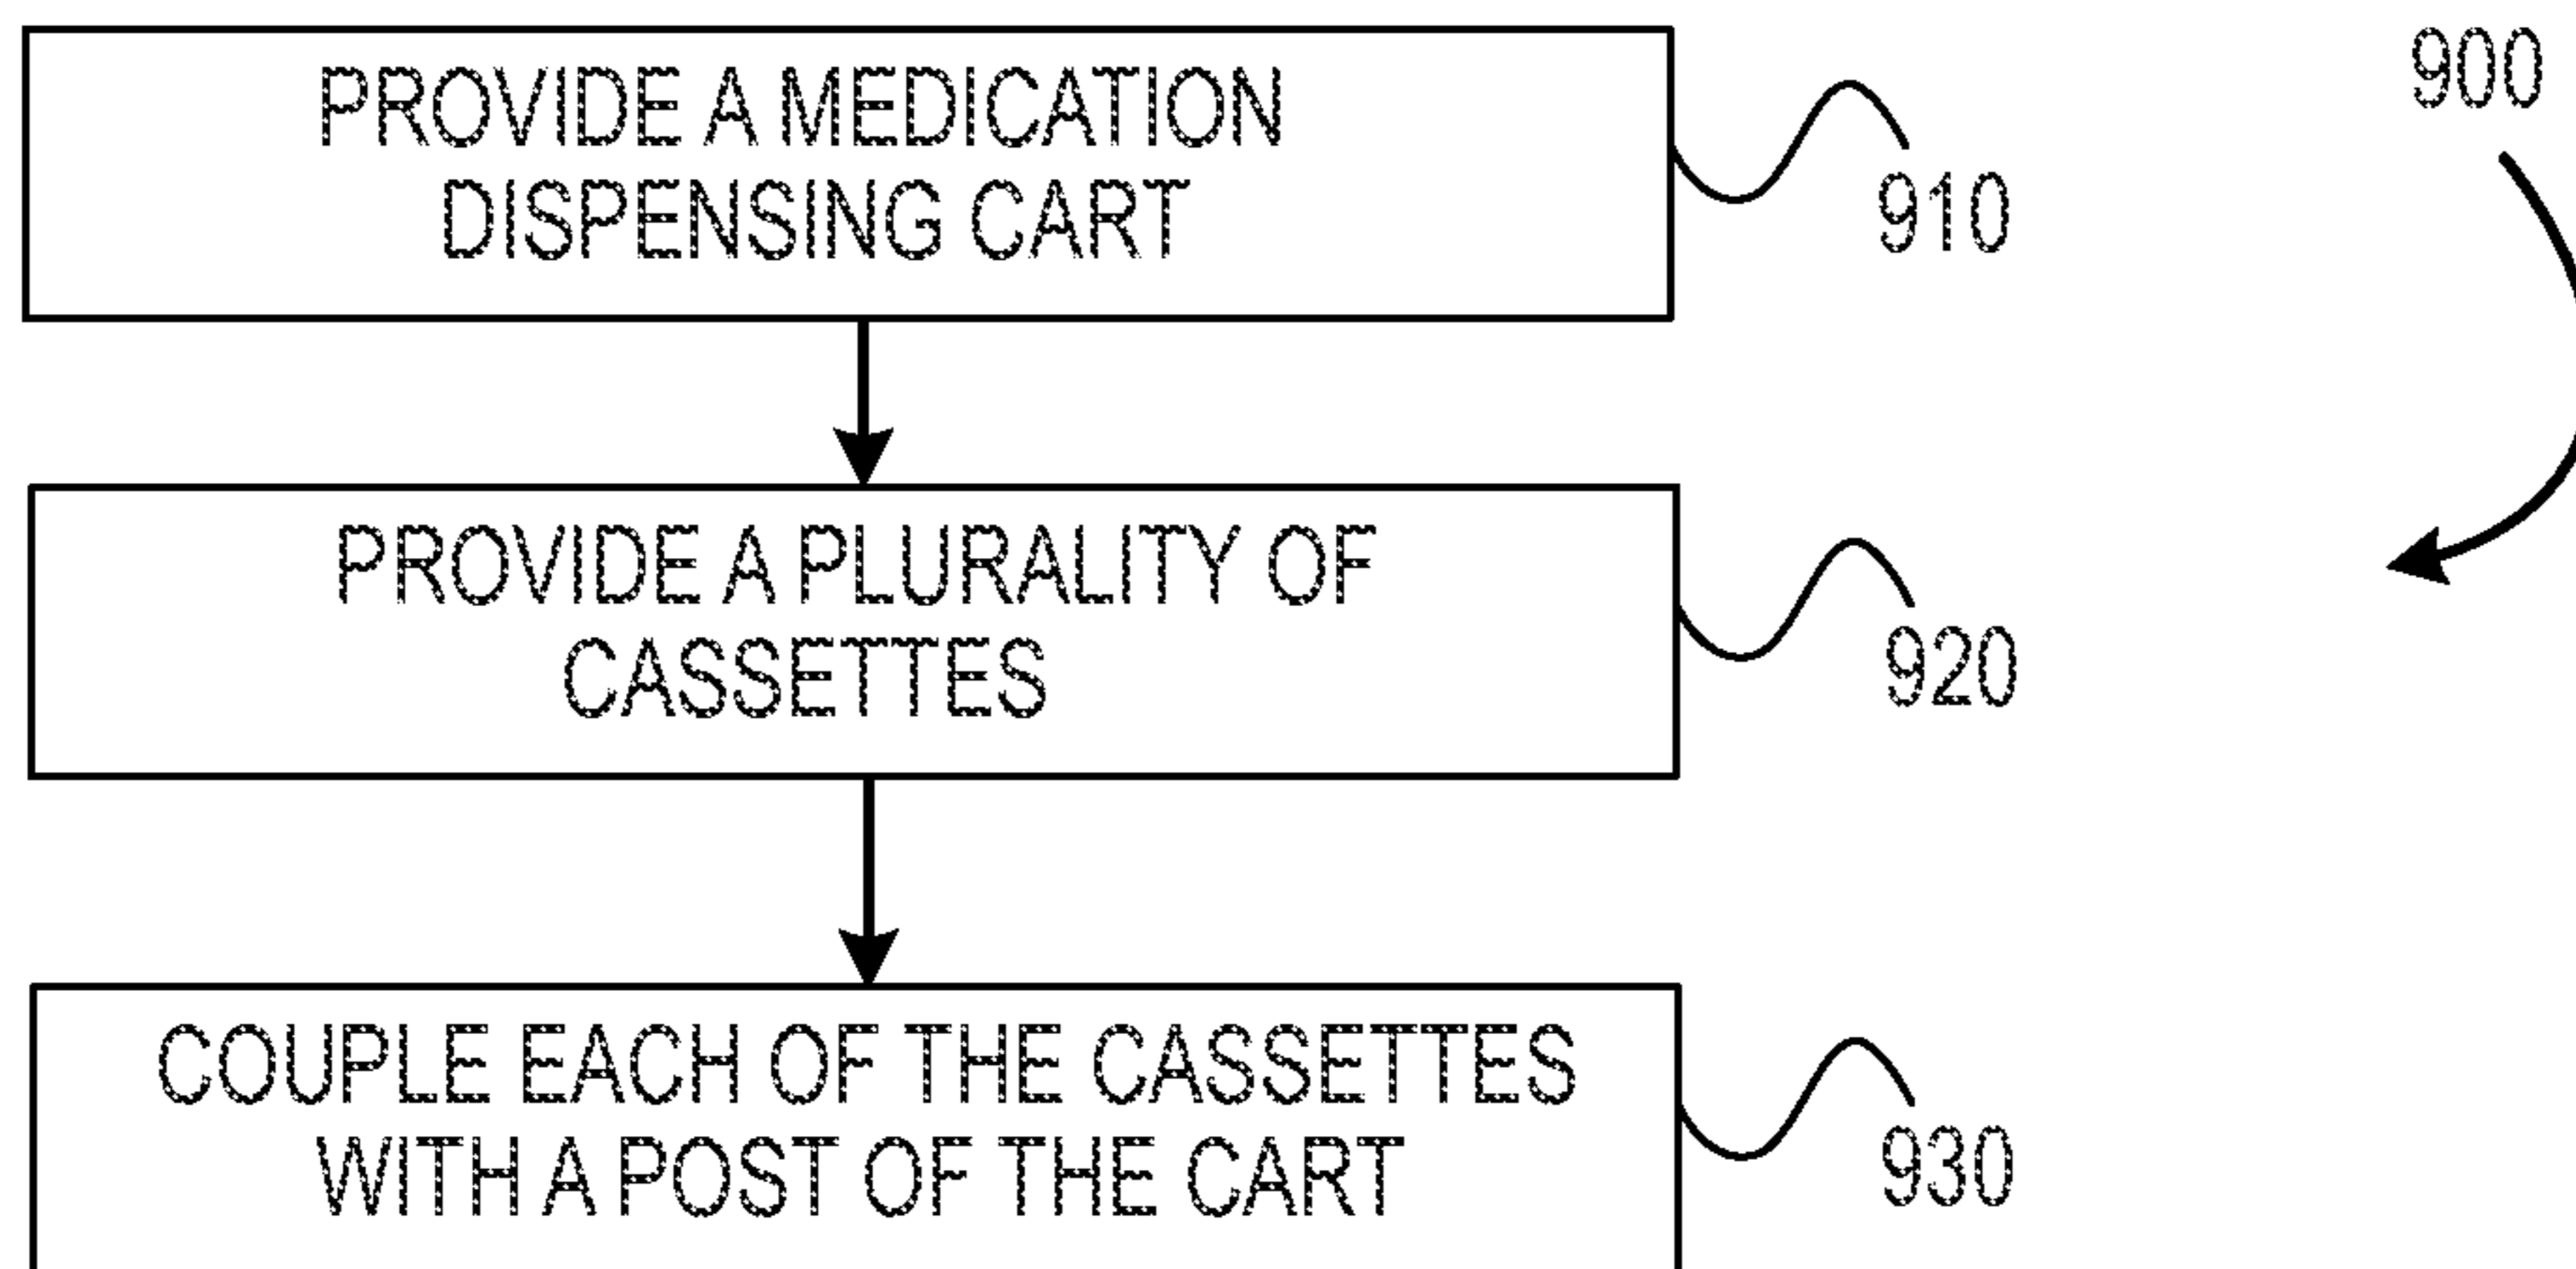 PROVIDE A MEDICATION
DISPENSING CART
910
900
PROVIDE A PLURALITY OF
CASSETTES
920
COUPLE EACH OF THE CASSETTES
WITH A POST OF THE CART
930